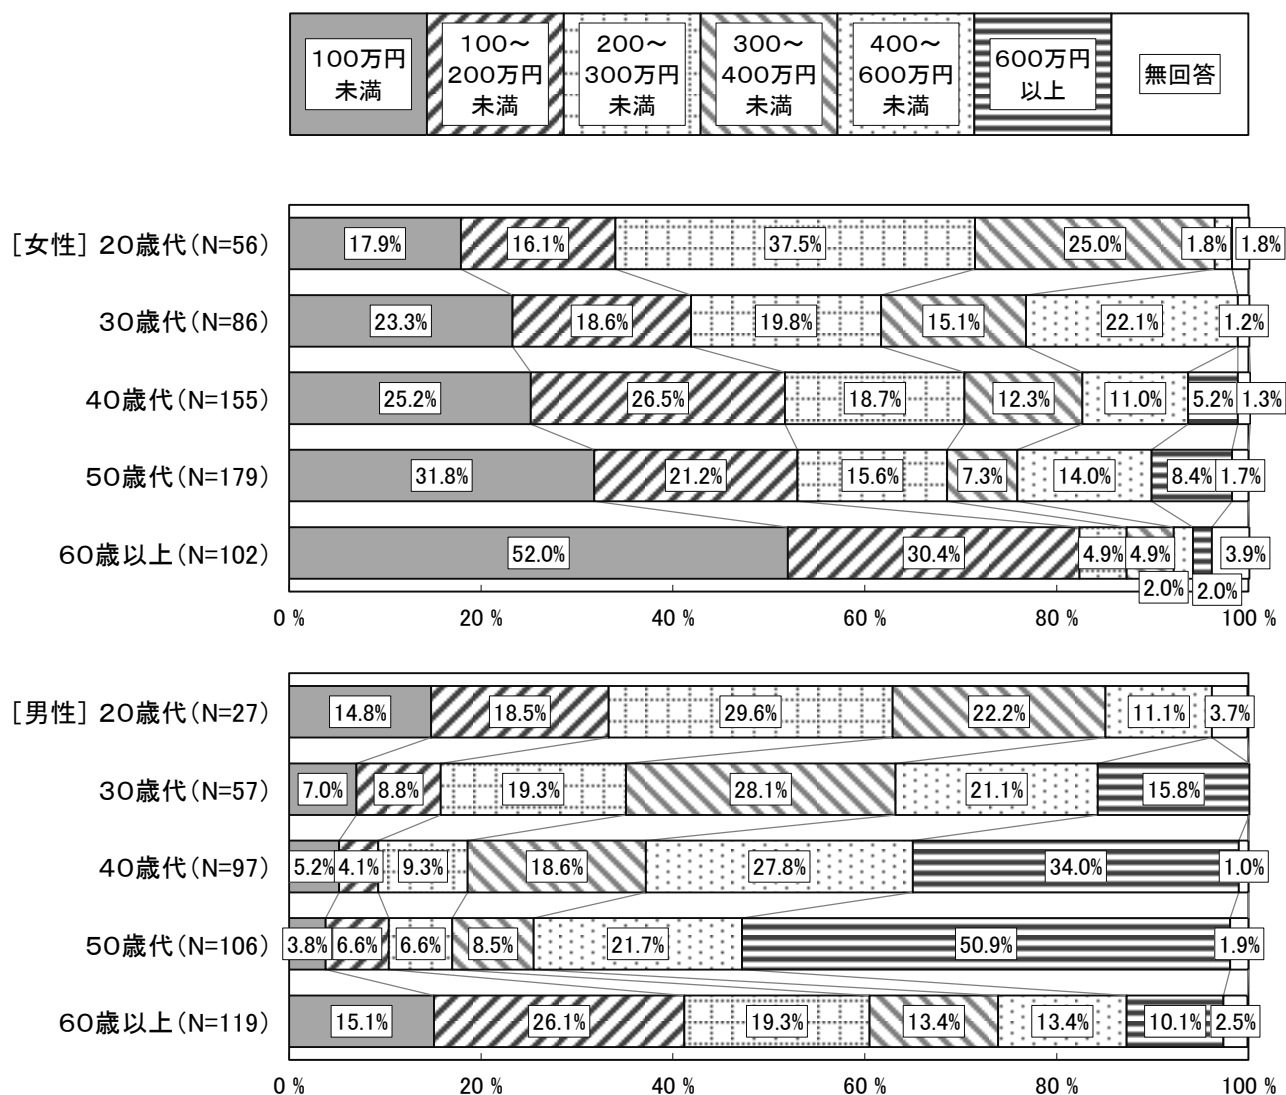 100万円
未満
100～
200万円
未満
200～
300万円
未満
300～
400万円
未満
400～
600万円
未満
600万円
以上
無回答
［女性］ 20歳代（N=56） 17.9% 16.1% 37.5% 25.0% 1.8% 1.8%
30歳代（N=86） 23.3% 18.6% 19.8% 15.1% 22.1% 1.2%
40歳代（N=155） 25.2% 26.5% 18.7% 12.3% 11.0% 5.2% 1.3%
50歳代（N=179） 31.8% 21.2% 15.6% 7.3% 14.0% 8.4% 1.7%
60歳以上（N=102） 52.0% 30.4% 4.9% 4.9% 2.0% 2.0% 3.9%
0 % 20 % 40 % 60 % 80 % 100 %
［男性］ 20歳代（N=27） 14.8% 18.5% 29.6% 22.2% 11.1% 3.7%
30歳代（N=57） 7.0% 8.8% 19.3% 28.1% 21.1% 15.8%
40歳代（N=97） 5.2% 4.1% 9.3% 18.6% 27.8% 34.0% 1.0%
50歳代（N=106） 3.8% 6.6% 6.6% 8.5% 21.7% 50.9% 1.9%
60歳以上（N=119） 15.1% 26.1% 19.3% 13.4% 13.4% 10.1% 2.5%
0 % 20 % 40 % 60 % 80 % 100 %